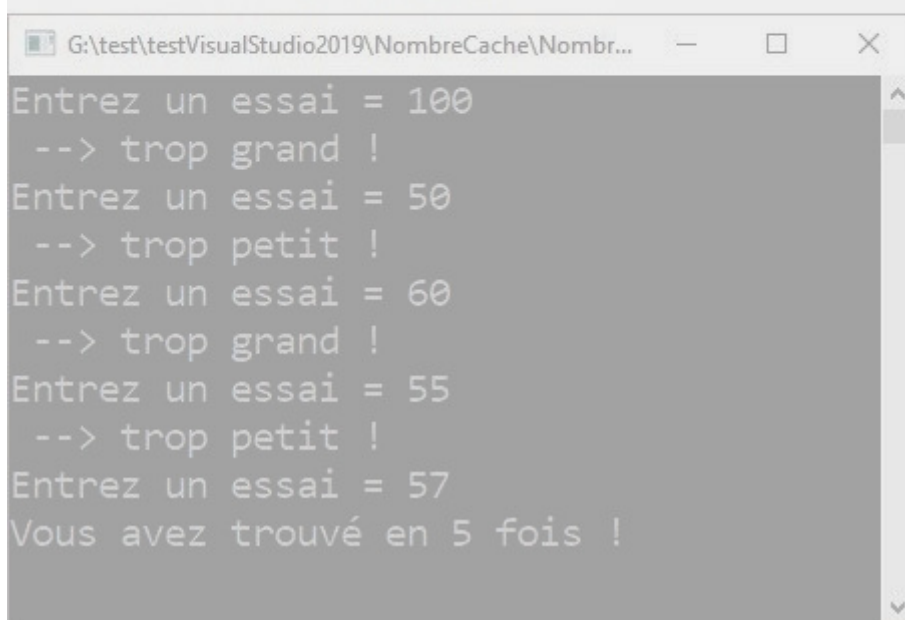 G:\test\testVisualStudio2019\NombreCache\Nombr...
Entrez un essai = 100
--> trop grand !
Entrez un essai = 50
--> trop petit !
Entrez un essai = 60
--> trop grand !
Entrez un essai = 55
--> trop petit !
Entrez un essai = 57
Vous avez trouvé en 5 fois !